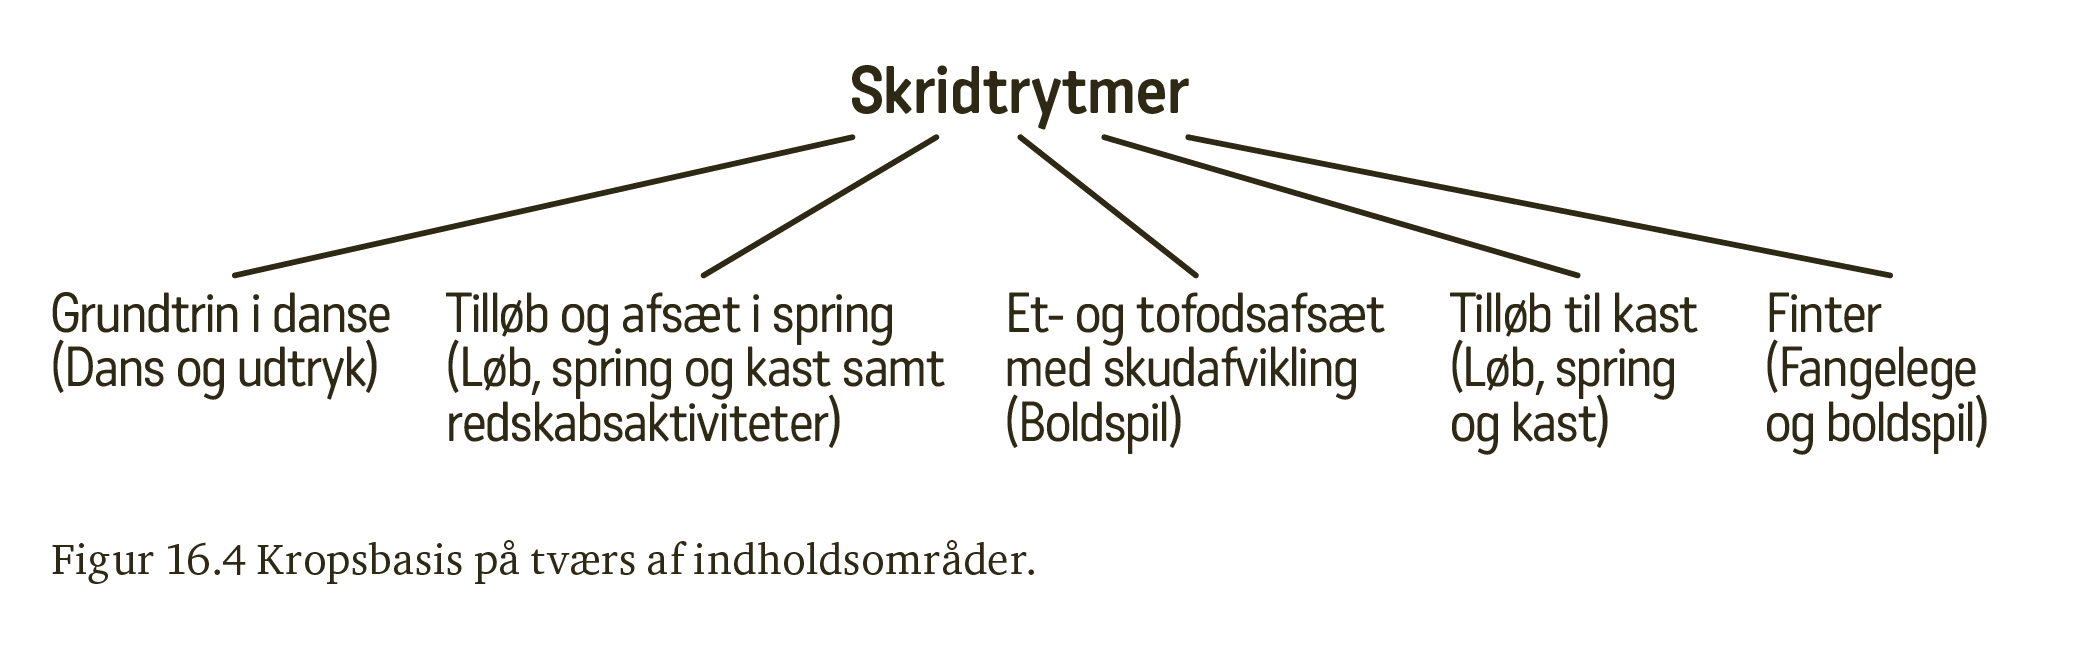 Skridtrytmer
Grundtrin i danse
(Dans og udtryk)
Tilløb og afsæt i spring
(Løb, spring og kast samt
redskabsaktiviteter)
Et- og tofodsafsæt
med skudafvikling
(Boldspil)
Tilløb til kast
(Løb, spring
og kast)
Finter
(Fangelege
og boldspil)
Figur 16.4 Kropsbasis på tværs af indholdsområder.